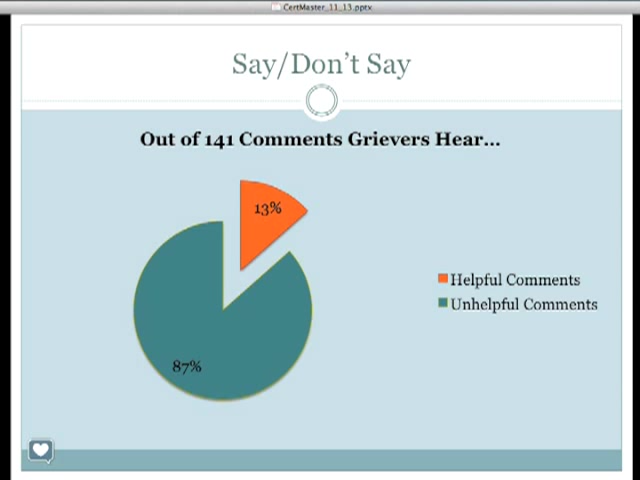 CertMaster_11_13.pptx
Say/Don't Say
Out of 141 Comments Grievers Hear...
13%
Helpful Comments
Unhelpful Comments
87%